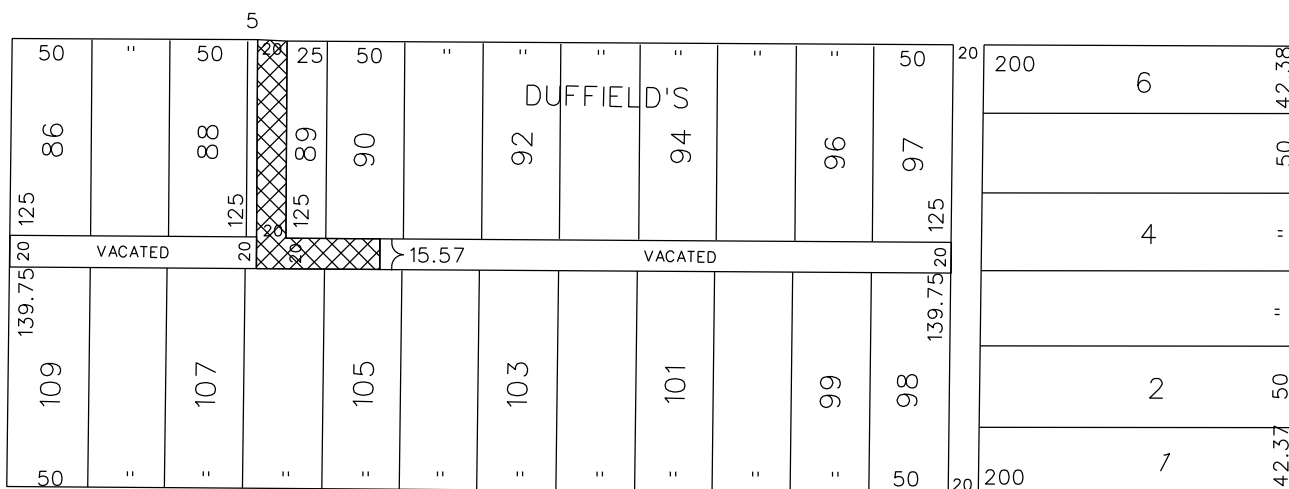 5
50 " 50 20 25 50 " " " " " " 50 20 200 6 42.38
DUFFIELD'S
86 88 89 90 92 94 96 97 50
125 125 125 125
20 4 "
20 VACATED 20 20 15.57 VACATED 20
139.75 139.75 "
109 107 105 103 101 99 98 2 50
50 " " " " " " " " " " 50 20 200 1 42.37